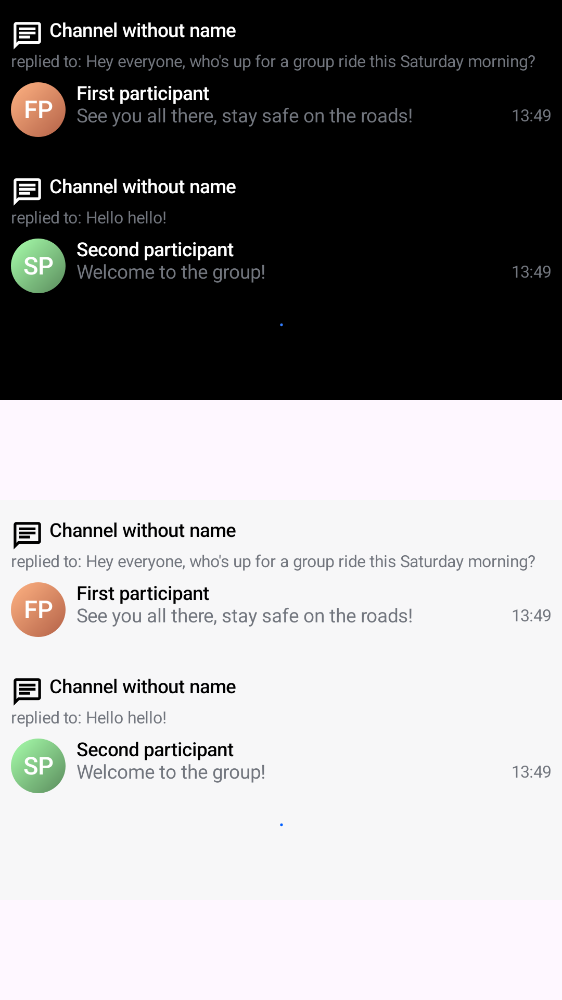 Channel without name
replied to: Hey everyone, who's up for a group ride this Saturday morning?
FP
First participant
See you all there, stay safe on the roads!
13:49
Channel without name
replied to: Hello hello!
SP
Second participant
Welcome to the group!
13:49
Channel without name
replied to: Hey everyone, who's up for a group ride this Saturday morning?
FP
First participant
See you all there, stay safe on the roads!
13:49
Channel without name
replied to: Hello hello!
SP
Second participant
Welcome to the group!
13:49